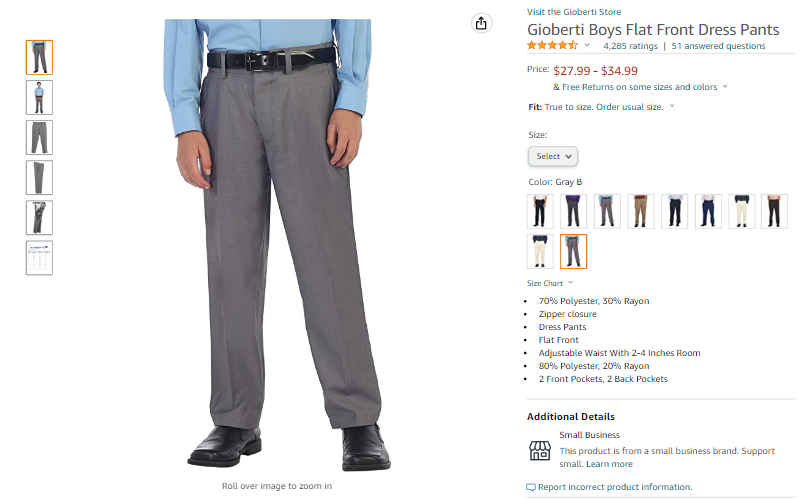 Visit the Gioberti Store
Gioberti Boys Flat Front Dress Pants
4,285 ratings | 51 answered questions
Price: $27.99 - $34.99
& Free Returns on some sizes and colors
Fit: True to size. Order usual size.
Size:
Select
Color: Gray B
Size Chart
• 70% Polyester, 30% Rayon
• Zipper closure
• Dress Pants
• Flat Front
• Adjustable Waist With 2-4 Inches Room
• 80% Polyester, 20% Rayon
• 2 Front Pockets, 2 Back Pockets
Additional Details
Small Business
This product is from a small business brand. Support
small. Learn more
Report incorrect product information.
Roll over image to zoom in